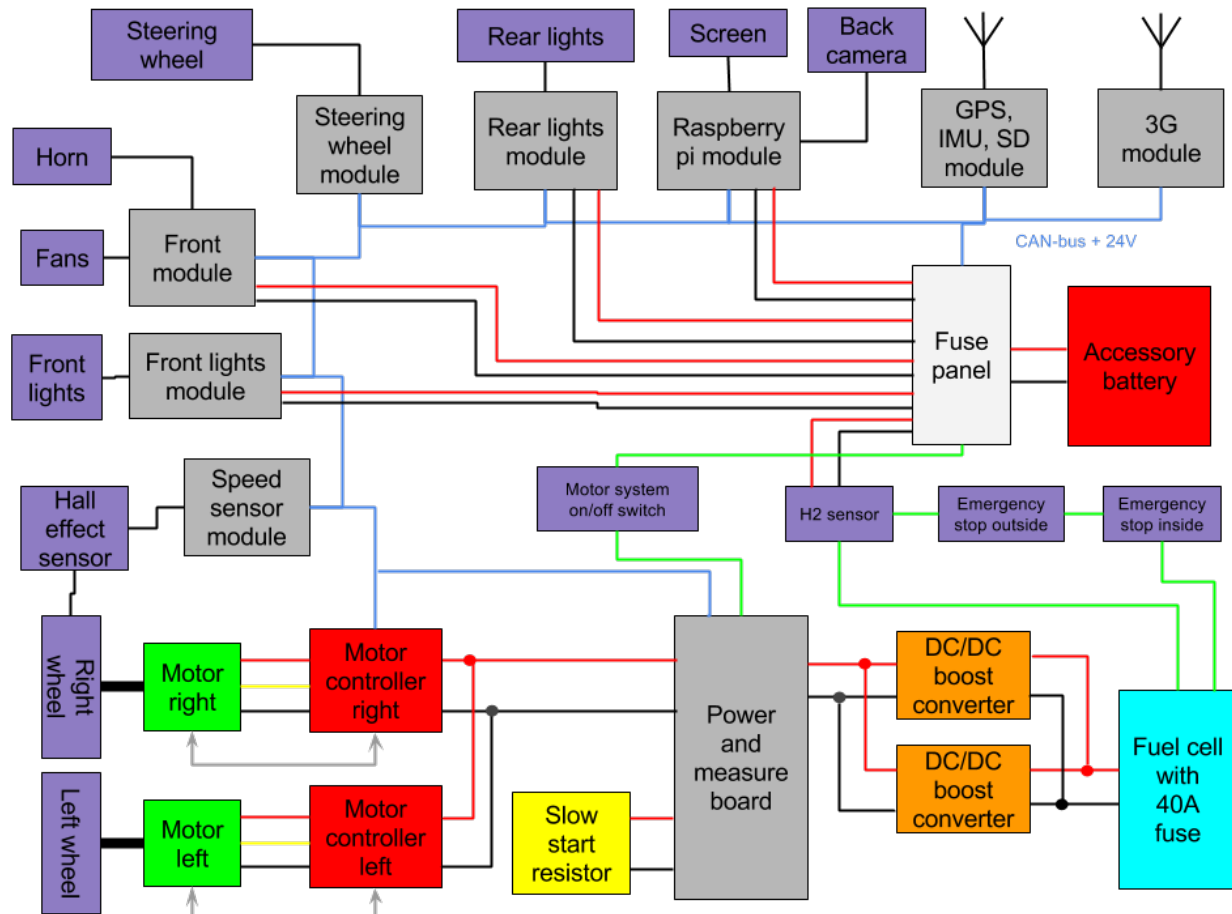 Steering
wheel
Rear lights
Screen
Back
camera
Steering
wheel
module
Rear lights
module
Raspberry
pi module
GPS,
IMU, SD
module
3G
module
Horn
Fans
Front
module
CAN-bus + 24V
Front
lights
Front lights
module
Fuse
panel
Accessory
battery
Hall
effect
sensor
Speed
sensor
module
Motor system
on/off switch
H2 sensor
Emergency
stop outside
Emergency
stop inside
Right
wheel
Motor
right
Motor
controller
right
Power
and
measure
board
DC/DC
boost
converter
Fuel cell
with
40A
fuse
Left wheel
Motor
left
Motor
controller
left
Slow
start
resistor
DC/DC
boost
converter